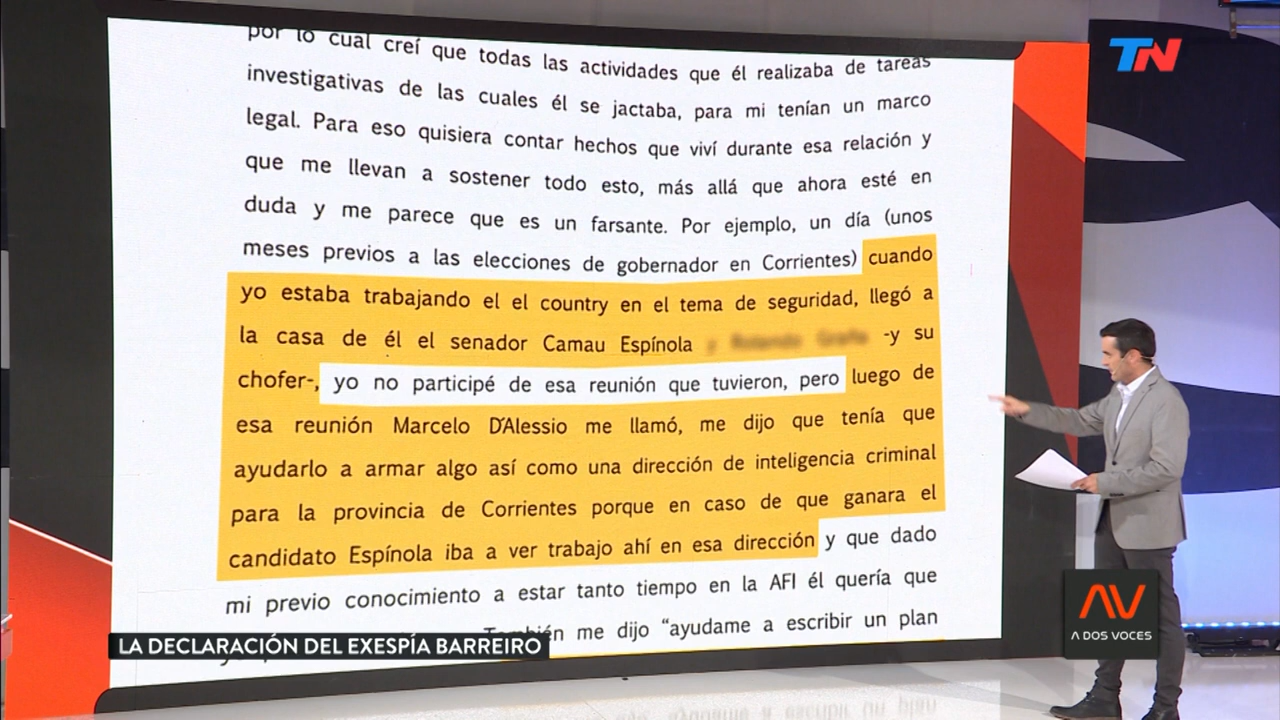 por lo cual creí que todas las actividades que él realizaba de tareas
investigativas de las cuales él se jactaba, para mi tenían un marco
legal. Para eso quisiera contar hechos que viví durante esa relación y
que me llevan a sostener todo esto, más allá que ahora esté en
duda y me parece que es un farsante. Por ejemplo, un día (unos
meses previos a las elecciones de gobernador en Corrientes) cuando
yo estaba trabajando el el country en el tema de seguridad, llegó a
la casa de él el senador Camau Espínola -y su
chofer-, yo no participé de esa reunión que tuvieron, pero luego de
esa reunión Marcelo D'Alessio me llamó, me dijo que tenía que
ayudarlo a armar algo así como una dirección de inteligencia criminal
para la provincia de Corrientes porque en caso de que ganara el
candidato Espínola iba a ver trabajo ahí en esa dirección y que dado
mi previo conocimiento a estar tanto tiempo en la AFI él quería que
También me dijo “ayudame a escribir un plan
TN
LA DECLARACIÓN DEL EXESPÍA BARREIRO
AV
A DOS VOCES